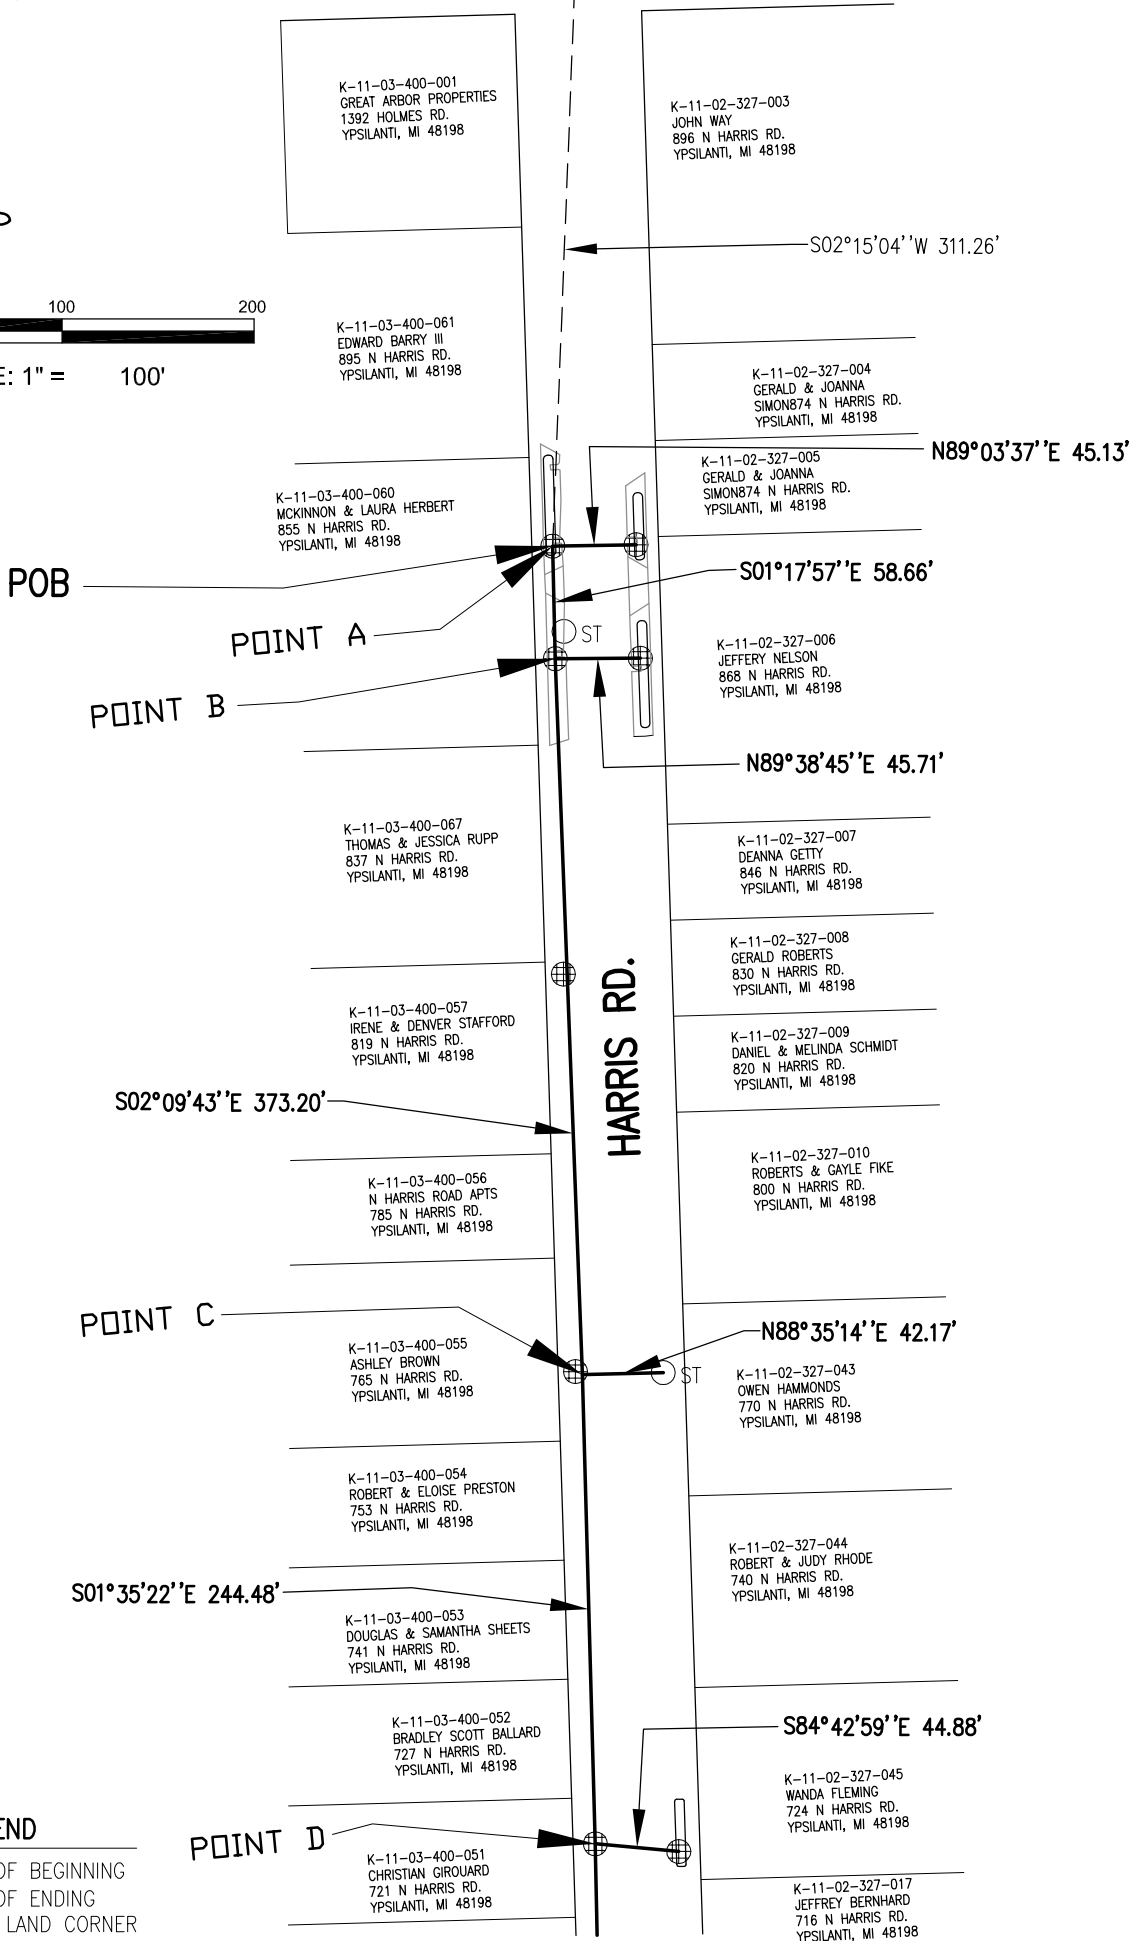 K-11-03-400-001
GREAT ARBOR PROPERTIES
1392 HOLMES RD.
YPSILANTI, MI 48198
K-11-02-327-003
JOHN WAY
896 N HARRIS RD.
YPSILANTI, MI 48198
S02°15'04''W 311.26'
100
200
E: 1" = 100'
K-11-03-400-061
EDWARD BARRY III
895 N HARRIS RD.
YPSILANTI, MI 48198
K-11-02-327-004
GERALD & JOANNA
SIMON874 N HARRIS RD.
YPSILANTI, MI 48198
N89°03'37''E 45.13'
K-11-02-327-005
GERALD & JOANNA
SIMON874 N HARRIS RD.
YPSILANTI, MI 48198
K-11-03-400-060
MCKINNON & LAURA HERBERT
855 N HARRIS RD.
YPSILANTI, MI 48198
POB
S01°17'57''E 58.66'
POINT A
ST
K-11-02-327-006
JEFFERY NELSON
868 N HARRIS RD.
YPSILANTI, MI 48198
POINT B
N89°38'45''E 45.71'
K-11-03-400-067
THOMAS & JESSICA RUPP
837 N HARRIS RD.
YPSILANTI, MI 48198
K-11-02-327-007
DEANNA GETTY
846 N HARRIS RD.
YPSILANTI, MI 48198
K-11-02-327-008
GERALD ROBERTS
830 N HARRIS RD.
YPSILANTI, MI 48198
HARRIS RD.
K-11-03-400-057
IRENE & DENVER STAFFORD
819 N HARRIS RD.
YPSILANTI, MI 48198
K-11-02-327-009
DANIEL & MELINDA SCHMIDT
820 N HARRIS RD.
YPSILANTI, MI 48198
S02°09'43''E 373.20'
K-11-03-400-056
N HARRIS ROAD APTS
785 N HARRIS RD.
YPSILANTI, MI 48198
K-11-02-327-010
ROBERTS & GAYLE FIKE
800 N HARRIS RD.
YPSILANTI, MI 48198
POINT C
N88°35'14''E 42.17'
K-11-03-400-055
ASHLEY BROWN
765 N HARRIS RD.
YPSILANTI, MI 48198
ST
K-11-02-327-043
OWEN HAMMONDS
770 N HARRIS RD.
YPSILANTI, MI 48198
K-11-03-400-054
ROBERT & ELOISE PRESTON
753 N HARRIS RD.
YPSILANTI, MI 48198
K-11-02-327-044
ROBERT & JUDY RHODE
740 N HARRIS RD.
YPSILANTI, MI 48198
S01°35'22''E 244.48'
K-11-03-400-053
DOUGLAS & SAMANTHA SHEETS
741 N HARRIS RD.
YPSILANTI, MI 48198
K-11-03-400-052
BRADLEY SCOTT BALLARD
727 N HARRIS RD.
YPSILANTI, MI 48198
S84°42'59''E 44.88'
K-11-02-327-045
WANDA FLEMING
724 N HARRIS RD.
YPSILANTI, MI 48198
END
OF BEGINNING
OF ENDING
LAND CORNER
POINT D
K-11-03-400-051
CHRISTIAN GIROUARD
721 N HARRIS RD.
YPSILANTI, MI 48198
K-11-02-327-017
JEFFREY BERNHARD
716 N HARRIS RD.
YPSILANTI, MI 48198